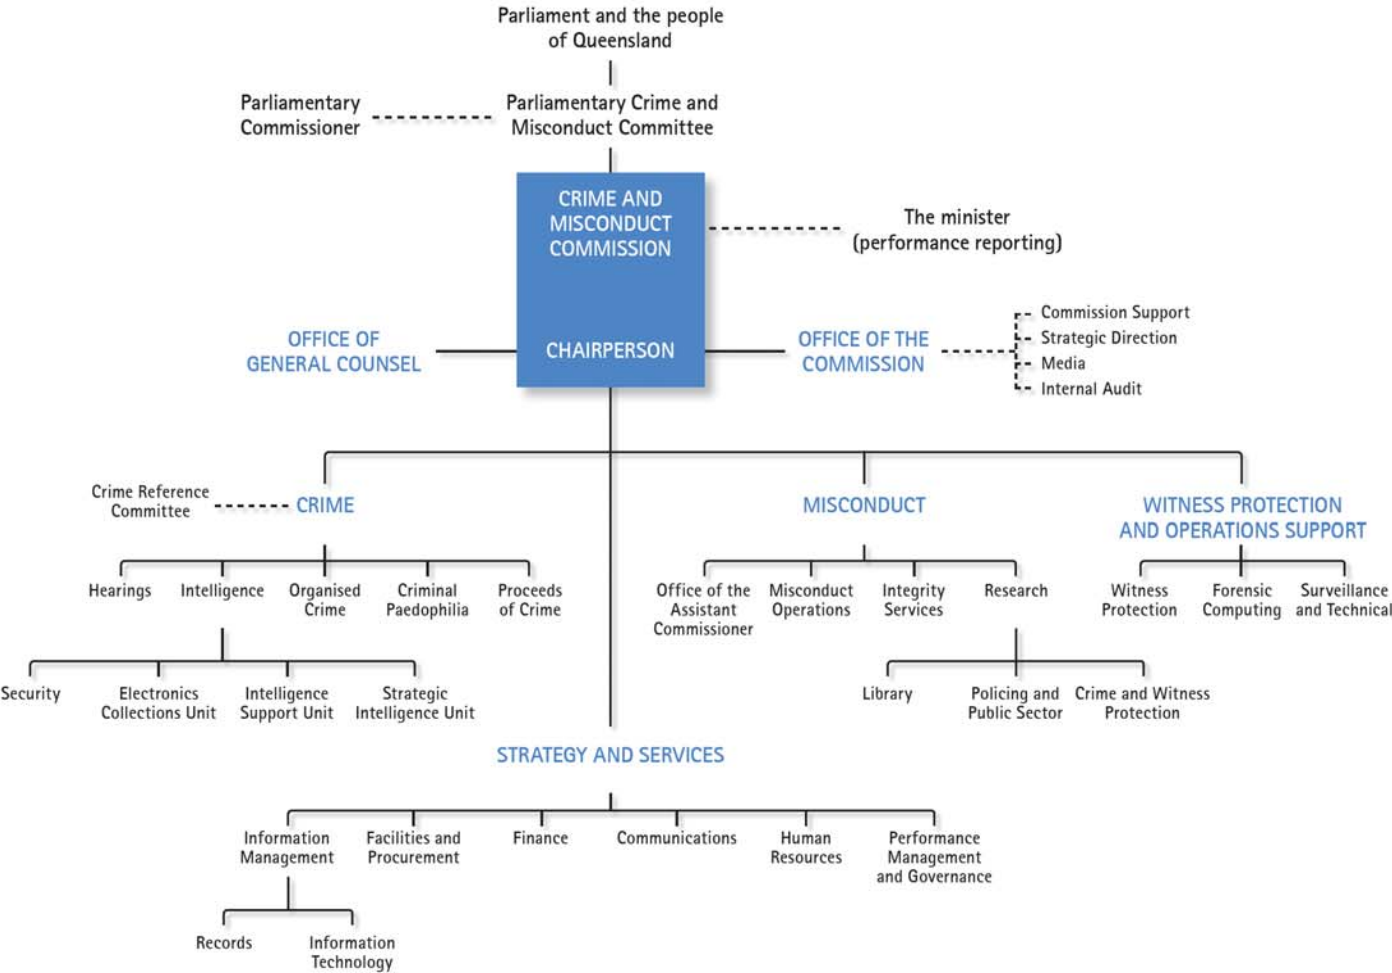 Parliament and the people
of Queensland
Parliamentary
Commissioner
Parliamentary Crime and
Misconduct Committee
CRIME AND
MISCONDUCT
COMMISSION
The minister
(performance reporting)
OFFICE OF
GENERAL COUNSEL
CHAIRPERSON
OFFICE OF THE
COMMISSION
Commission Support
Strategic Direction
Media
Internal Audit
Crime Reference
Committee
CRIME
MISCONDUCT
WITNESS PROTECTION
AND OPERATIONS SUPPORT
Hearings
Intelligence
Organised
Crime
Criminal
Paedophilia
Proceeds
of Crime
Office of the
Assistant
Commissioner
Misconduct
Operations
Integrity
Services
Research
Witness
Protection
Forensic
Computing
Surveillance
and Technical
Security
Electronics
Collections Unit
Intelligence
Support Unit
Strategic
Intelligence Unit
Library
Policing and
Public Sector
Crime and Witness
Protection
STRATEGY AND SERVICES
Information
Management
Facilities and
Procurement
Finance
Communications
Human
Resources
Performance
Management
and Governance
Records
Information
Technology